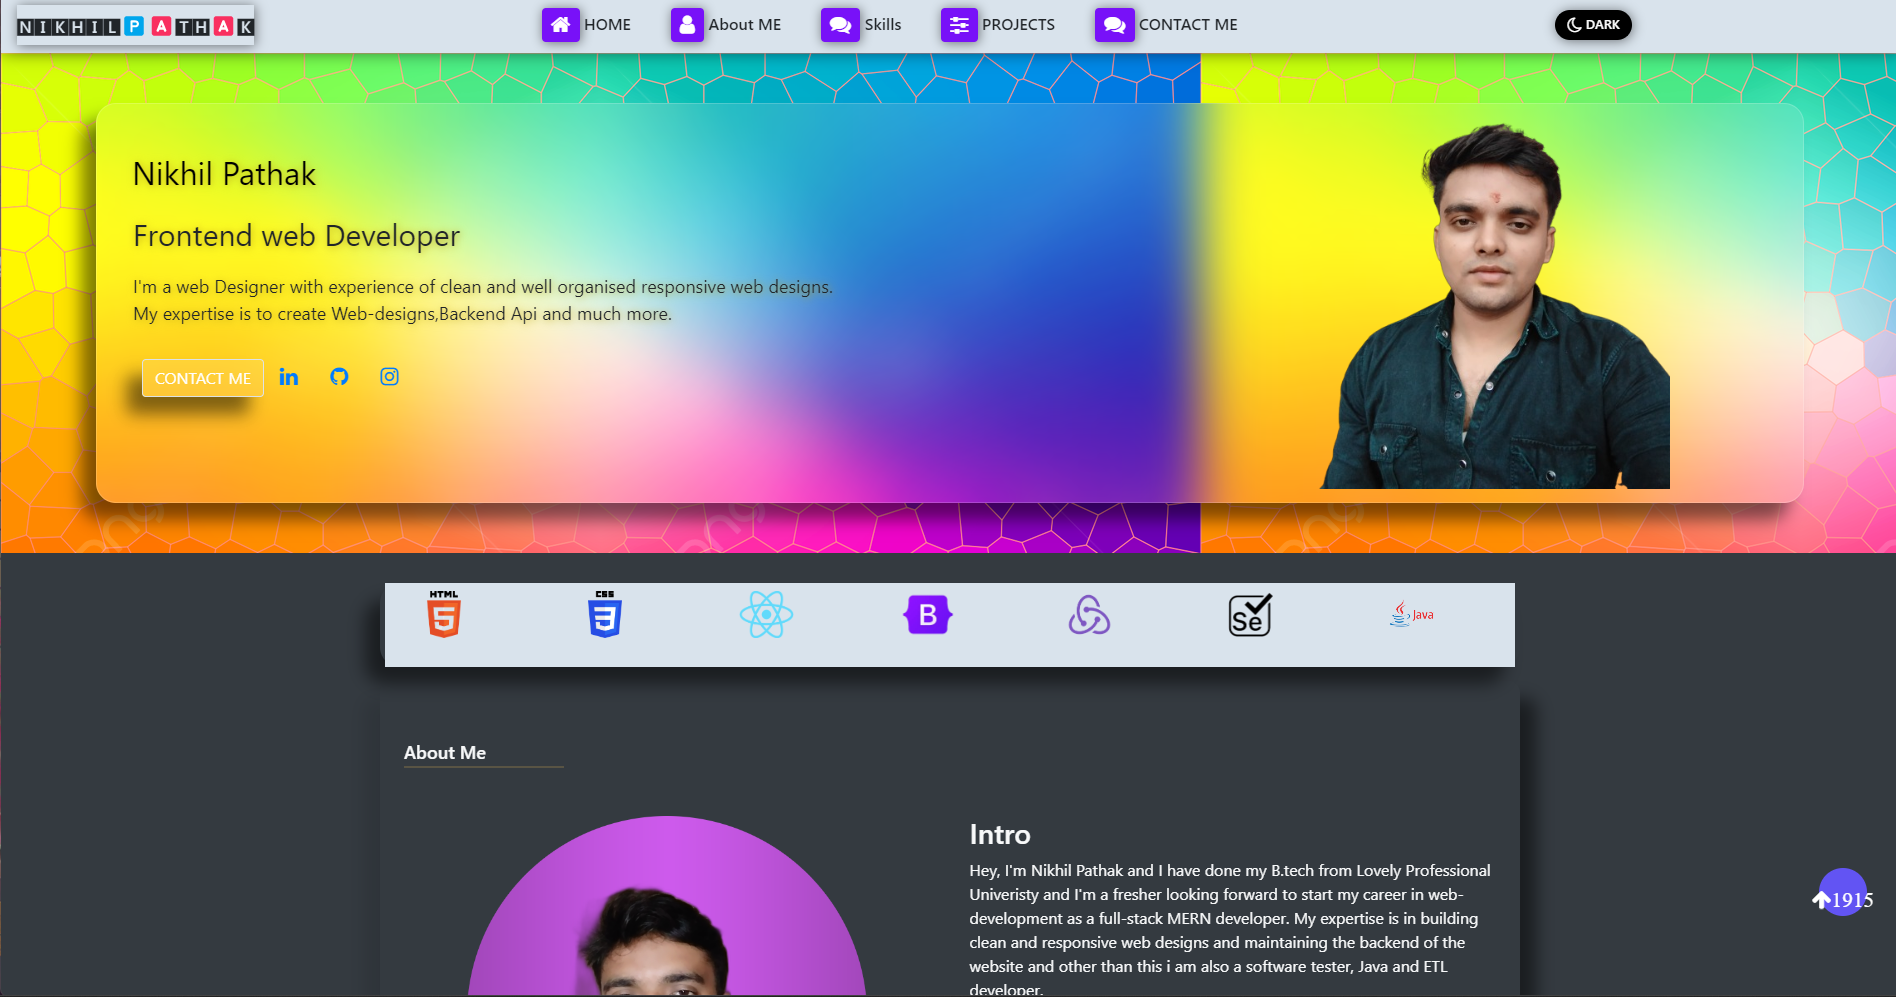 NIKHILPATHAK
HOME
About ME
Skills
PROJECTS
CONTACT ME
DARK
Nikhil Pathak
Frontend web Developer
I'm a web Designer with experience of clean and well organised responsive web designs.
My expertise is to create Web-designs,Backend Api and much more.
CONTACT ME
in
HTML
5
CSS
3
B
Se
Java
About Me
Intro
Hey, I'm Nikhil Pathak and I have done my B.tech from Lovely Professional
Univeristy and I'm a fresher looking forward to start my career in web-
development as a full-stack MERN developer. My expertise is in building
clean and responsive web designs and maintaining the backend of the
website and other than this i am also a software tester, Java and ETL
developer.
1915